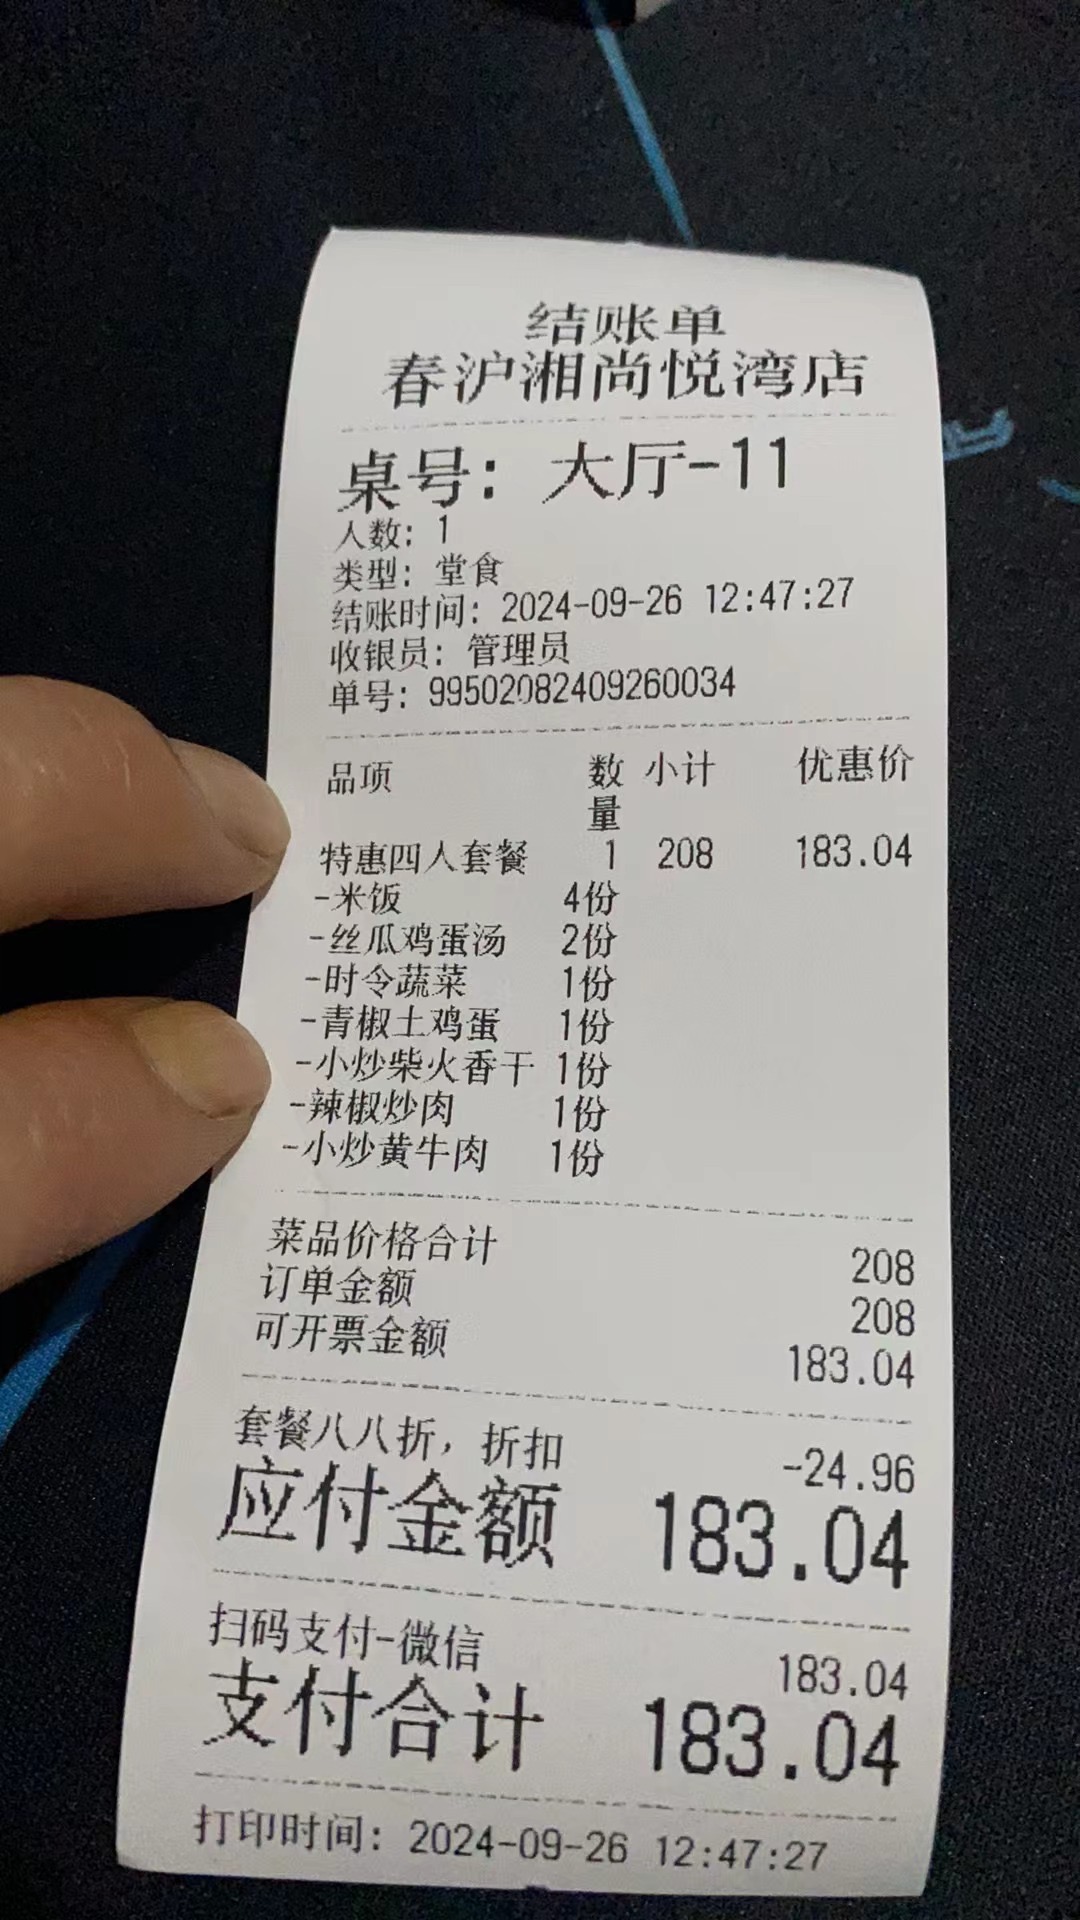 结账单
春沪湘尚悦湾店
桌号: 大厅-11
人数: 1
类型: 堂食
结账时间: 2024-09-26 12:47:27
收银员: 管理员
单号: 99502082409260034
品项 数量 小计 优惠价
特惠四人套餐 1 208 183.04
-米饭 4份
-丝瓜鸡蛋汤 2份
-时令蔬菜 1份
-青椒土鸡蛋 1份
-小炒柴火香干 1份
-辣椒炒肉 1份
-小炒黄牛肉 1份
菜品价格合计 208
订单金额 208
可开票金额 183.04
套餐八八折, 折扣 -24.96
应付金额 183.04
扫码支付-微信 183.04
支付合计 183.04
打印时间: 2024-09-26 12:47:27